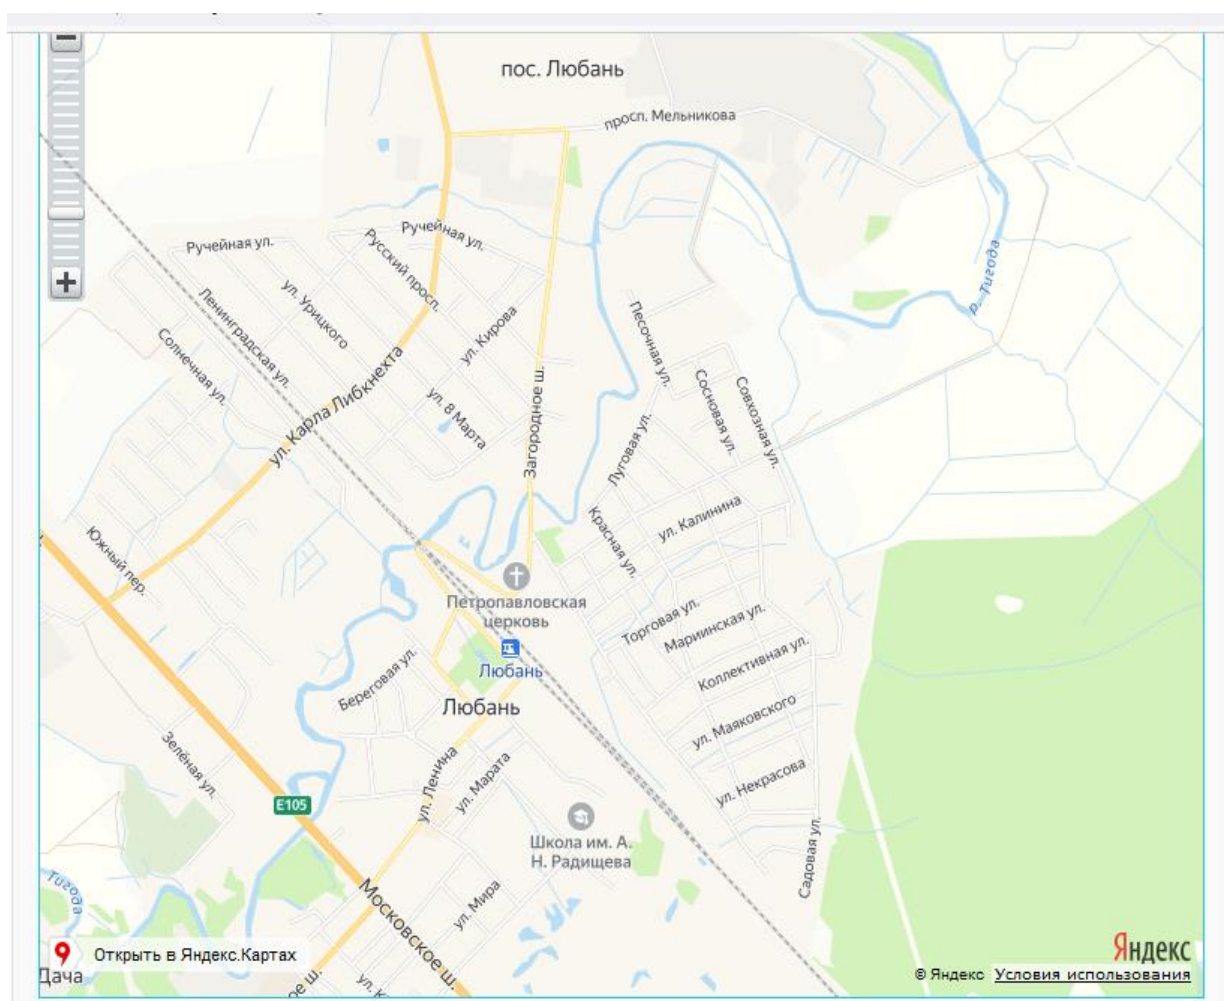 пос. Любань
просп. Мельникова
Ручейная ул.
Ручейная ул.
Русский просп.
р. Тигода
Ленинградская ул.
ул. Урицкого
ул. Кирова
Песочная ул.
Солнечная ул.
ул. Карла Либкнехта
ул. 8 Марта
Загородное ш.
Сосновая ул.
Совхозная ул.
Луговая ул.
Красная ул.
ул. Калинина
Южный пер.
Петропавловская
церковь
Торговая ул.
Мариинская ул.
Любань
Коллективная ул.
Береговая ул.
Любань
ул. Маяковского
Зелёная ул.
ул. Ленина
ул. Марата
ул. Некрасова
E105
Школа им. А.
Н. Радищева
Садовая ул.
Тигода
Московское ш.
ул. Мира
Открыть в Яндекс.Картах
Яндекс
Дача
© Яндекс Условия использования